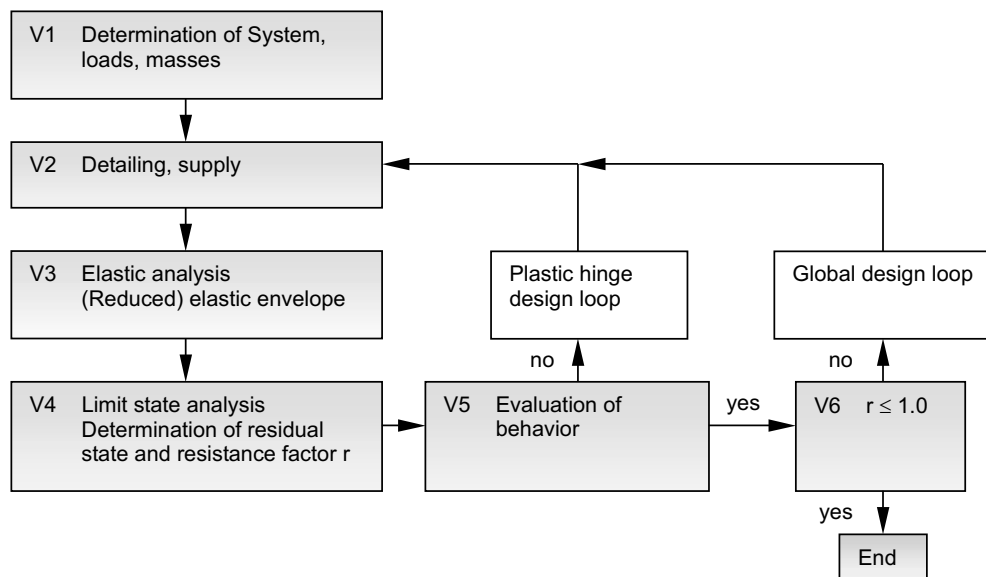 V1 Determination of System,
loads, masses
V2 Detailing, supply
V3 Elastic analysis
(Reduced) elastic envelope
Plastic hinge
design loop
Global design loop
no
no
V4 Limit state analysis
Determination of residual
state and resistance factor r
V5 Evaluation of
behavior
yes
V6 r ≤ 1.0
yes
End